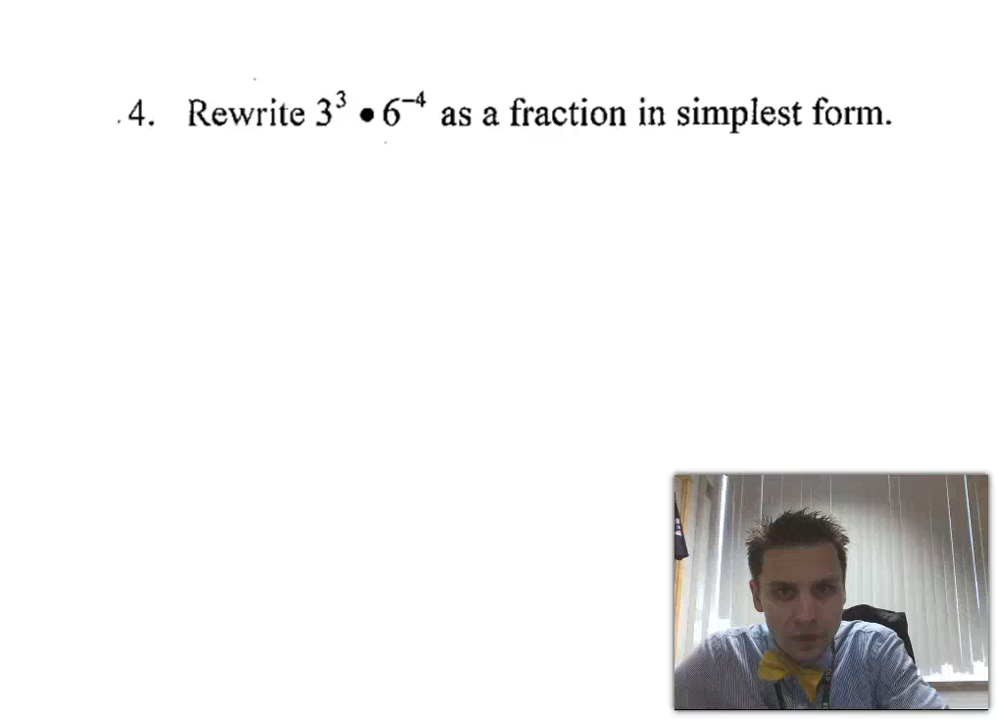 4. Rewrite 3³ • 6⁻⁴ as a fraction in simplest form.